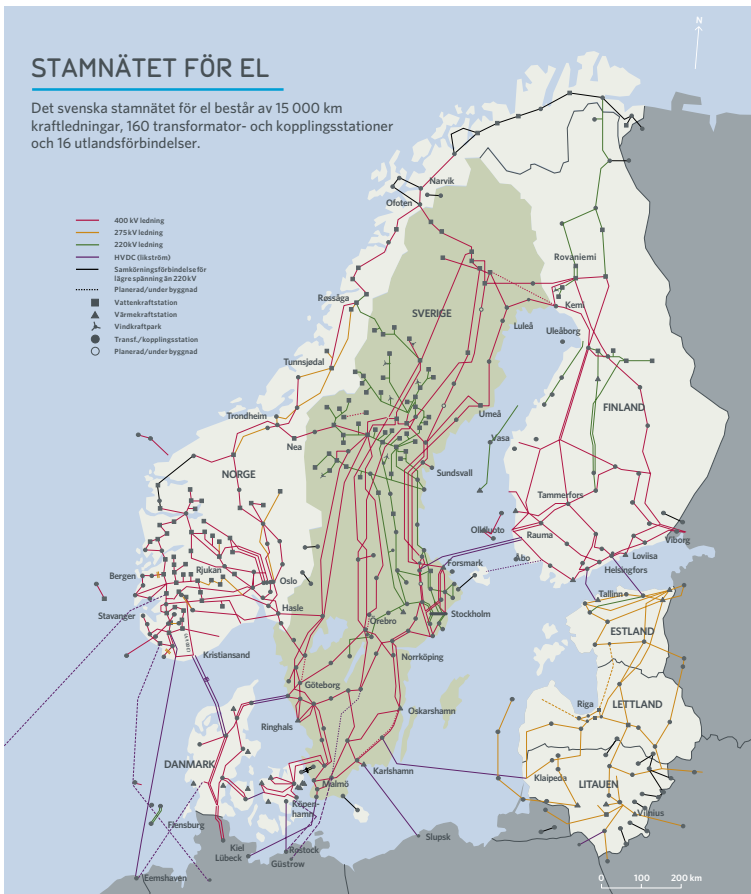 N
STAMNÄTET FÖR EL
Det svenska stamnätet för el består av 15 000 km
kraftledningar, 160 transformator- och kopplingsstationer
och 16 utlandsförbindelser.
400 kV ledning
275 kV ledning
220 kV ledning
HVDC (likström)
Samkörningsförbindelse för
lägre spänning än 220 kV
Planerad/under byggnad
Vattenkraftstation
Värmekraftstation
Vindkraftpark
Transf./kopplingsstation
Planerad/under byggnad
Narvik
Ofoten
Rovaniemi
Røssåga
Kemi
SVERIGE
Luleå
Uleåborg
Tunnsjødal
FINLAND
Umeå
Trondheim
Nea
Vasa
NORGE
Sundsvall
Tammerfors
Olkiluoto
Rauma
Viborg
Forsmark
Åbo
Loviisa
Helsingfors
Bergen
Rjukan
Oslo
Tallinn
Hasle
Stavanger
Stockholm
Örebro
ESTLAND
Kristiansand
Norrköping
Göteborg
LETTLAND
Riga
Oskarshamn
Ringhals
DANMARK
Karlshamn
Klaipeda
LITAUEN
Malmö
Köpen-
hamn
Vilnius
Flensburg
Slupsk
Kiel
Lübeck
Rostock
Güstrow
Eemshaven
0 100 200 km